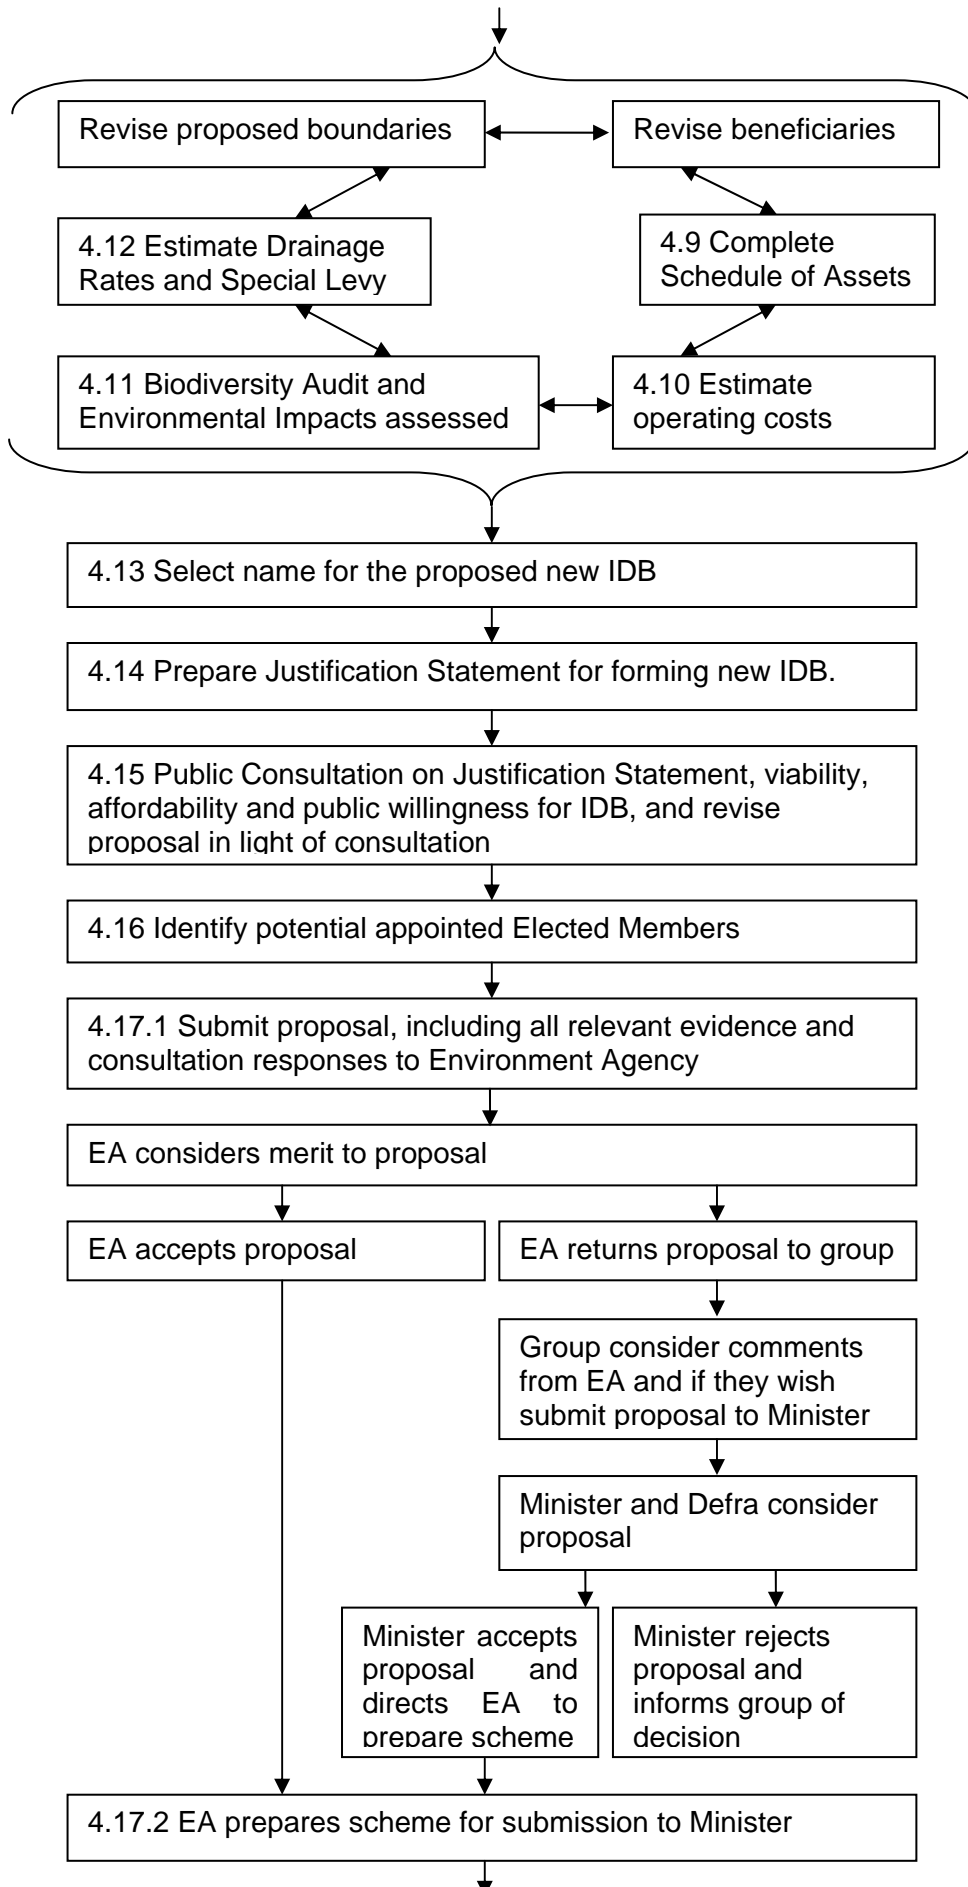 Revise proposed boundaries
Revise beneficiaries
4.12 Estimate Drainage
Rates and Special Levy
4.9 Complete
Schedule of Assets
4.11 Biodiversity Audit and
Environmental Impacts assessed
4.10 Estimate
operating costs
4.13 Select name for the proposed new IDB
4.14 Prepare Justification Statement for forming new IDB.
4.15 Public Consultation on Justification Statement, viability,
affordability and public willingness for IDB, and revise
proposal in light of consultation
4.16 Identify potential appointed Elected Members
4.17.1 Submit proposal, including all relevant evidence and
consultation responses to Environment Agency
EA considers merit to proposal
EA accepts proposal
EA returns proposal to group
Group consider comments
from EA and if they wish
submit proposal to Minister
Minister and Defra consider
proposal
Minister accepts
proposal and
directs EA to
prepare scheme
Minister rejects
proposal and
informs group of
decision
4.17.2 EA prepares scheme for submission to Minister